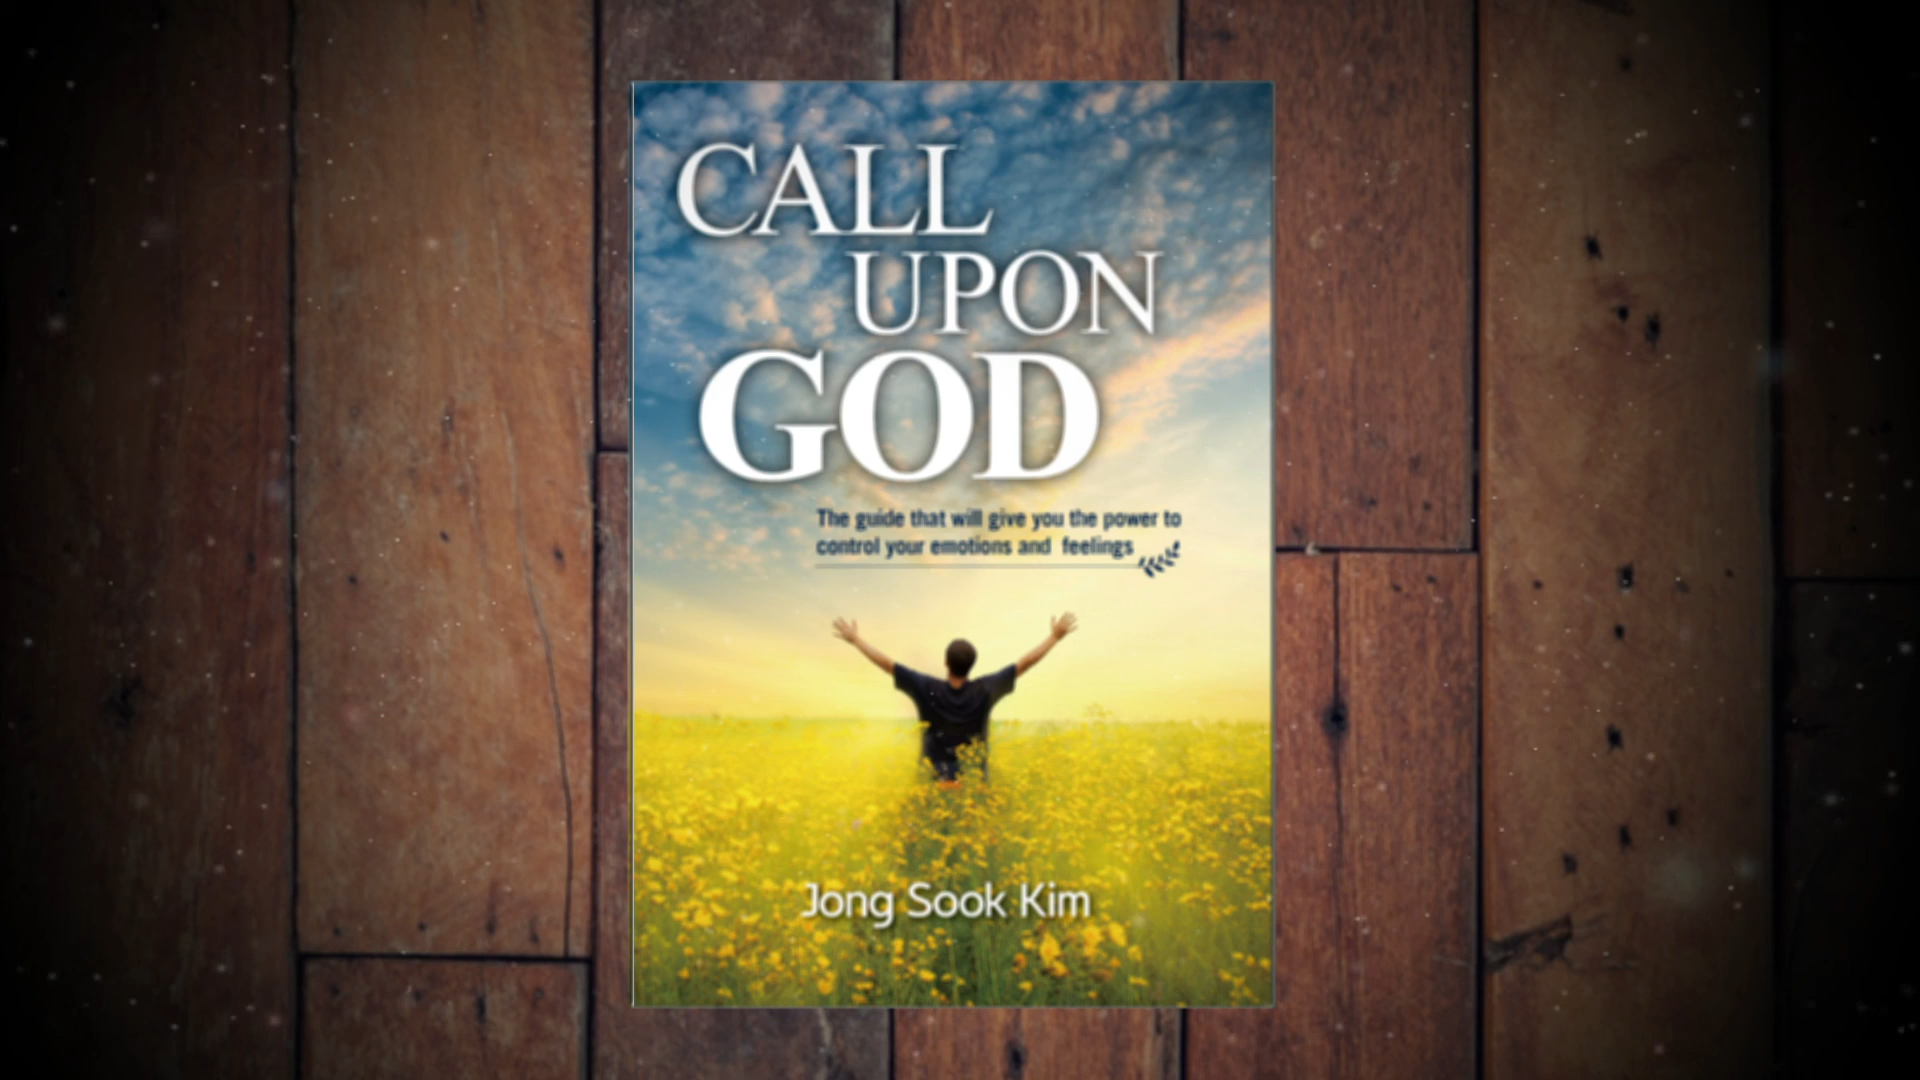 CALL
UPON
GOD
The guide that will give you the power to
control your emotions and feelings
Jong Sook Kim